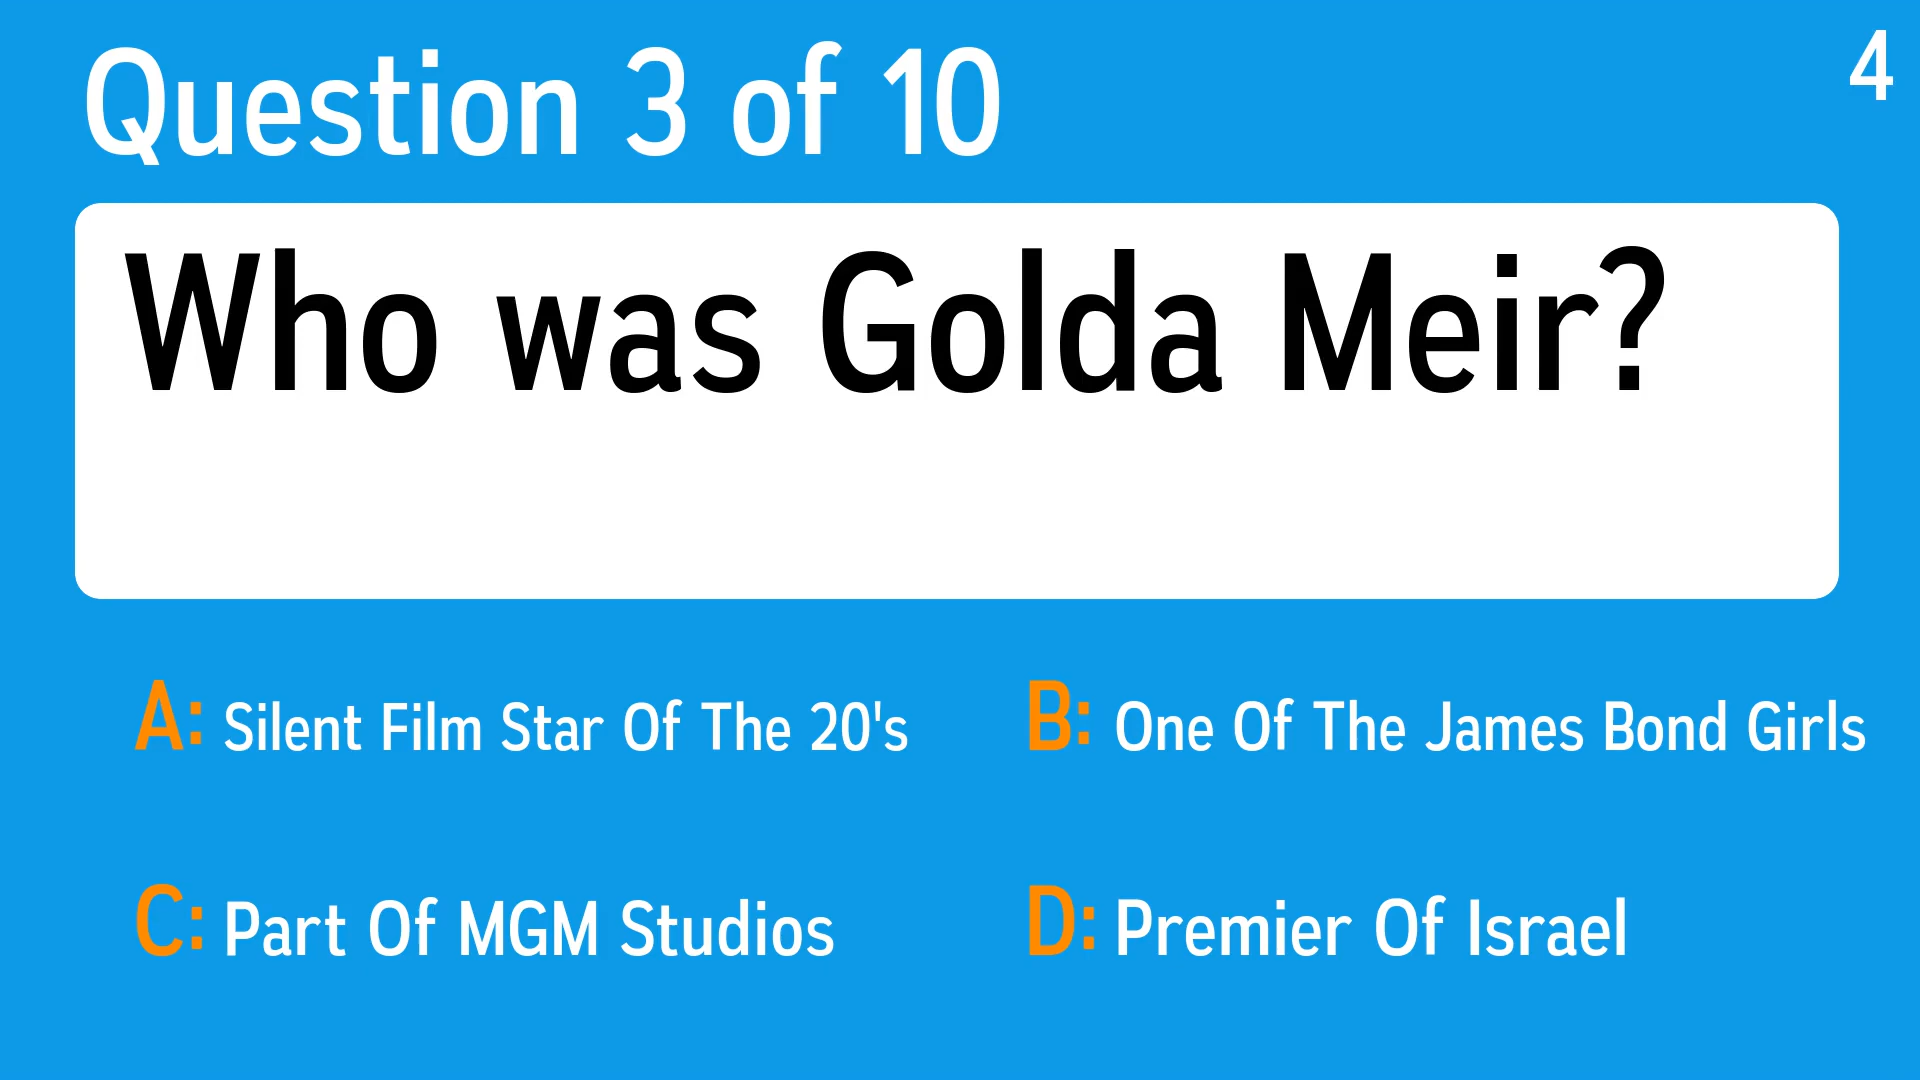 Question 3 of 10
4
Who was Golda Meir?
A: Silent Film Star Of The 20's
B: One Of The James Bond Girls
C: Part Of MGM Studios
D: Premier Of Israel